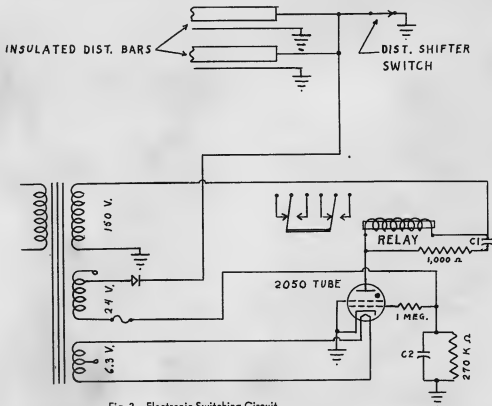 INSULATED DIST. BARS
DIST. SHIFTER
SWITCH
150 V.
24 V.
6.3 V.
RELAY
C1
1,000 Ω
2050 TUBE
1 MEG.
C2
270 K Ω
Fig. 3—Electronic Switching Circuit